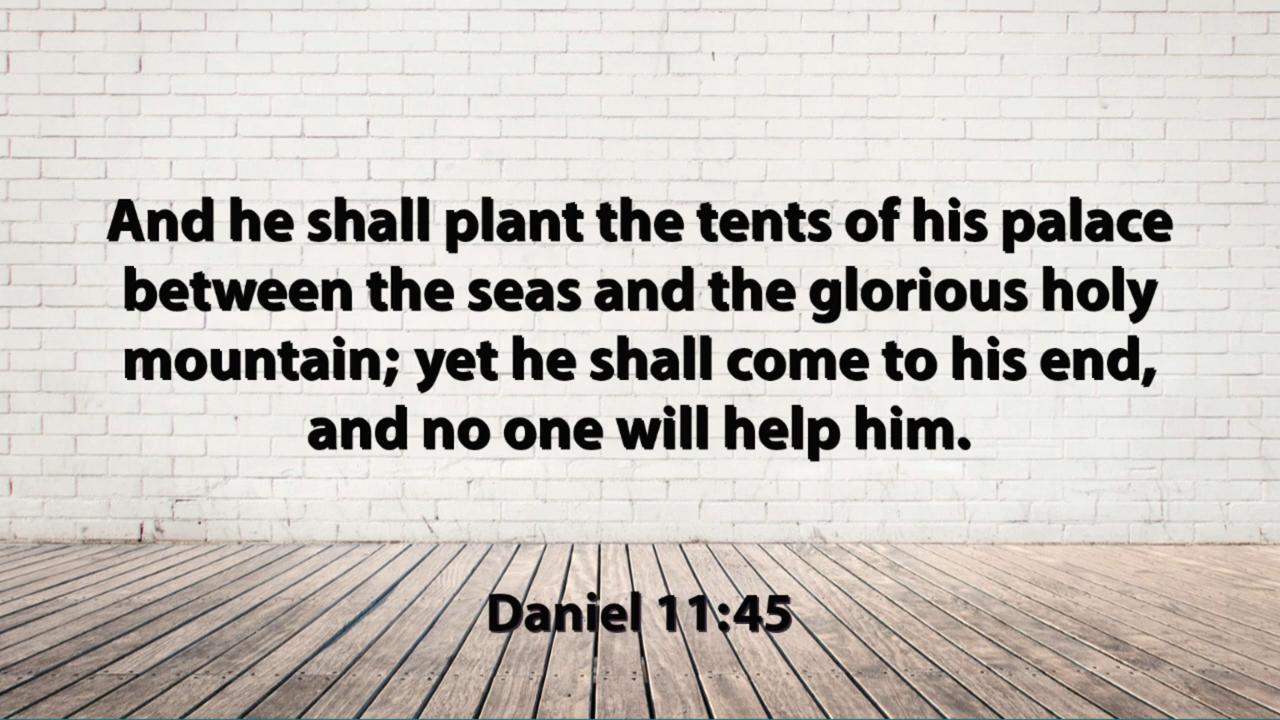 And he shall plant the tents of his palace
between the seas and the glorious holy
mountain; yet he shall come to his end,
and no one will help him.
Daniel 11:45